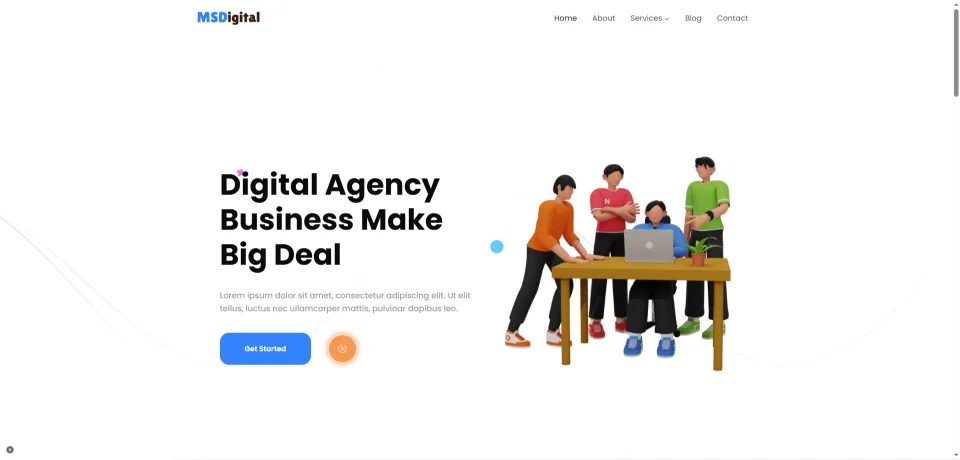 MSDigital
Home About Services Blog Contact
Digital Agency
Business Make
Big Deal
Lorem ipsum dolor sit amet, consectetur adipiscing elit. Ut elit
tellus, luctus nec ullamcorper mattis, pulvinar dapibus leo.
Get Started
N